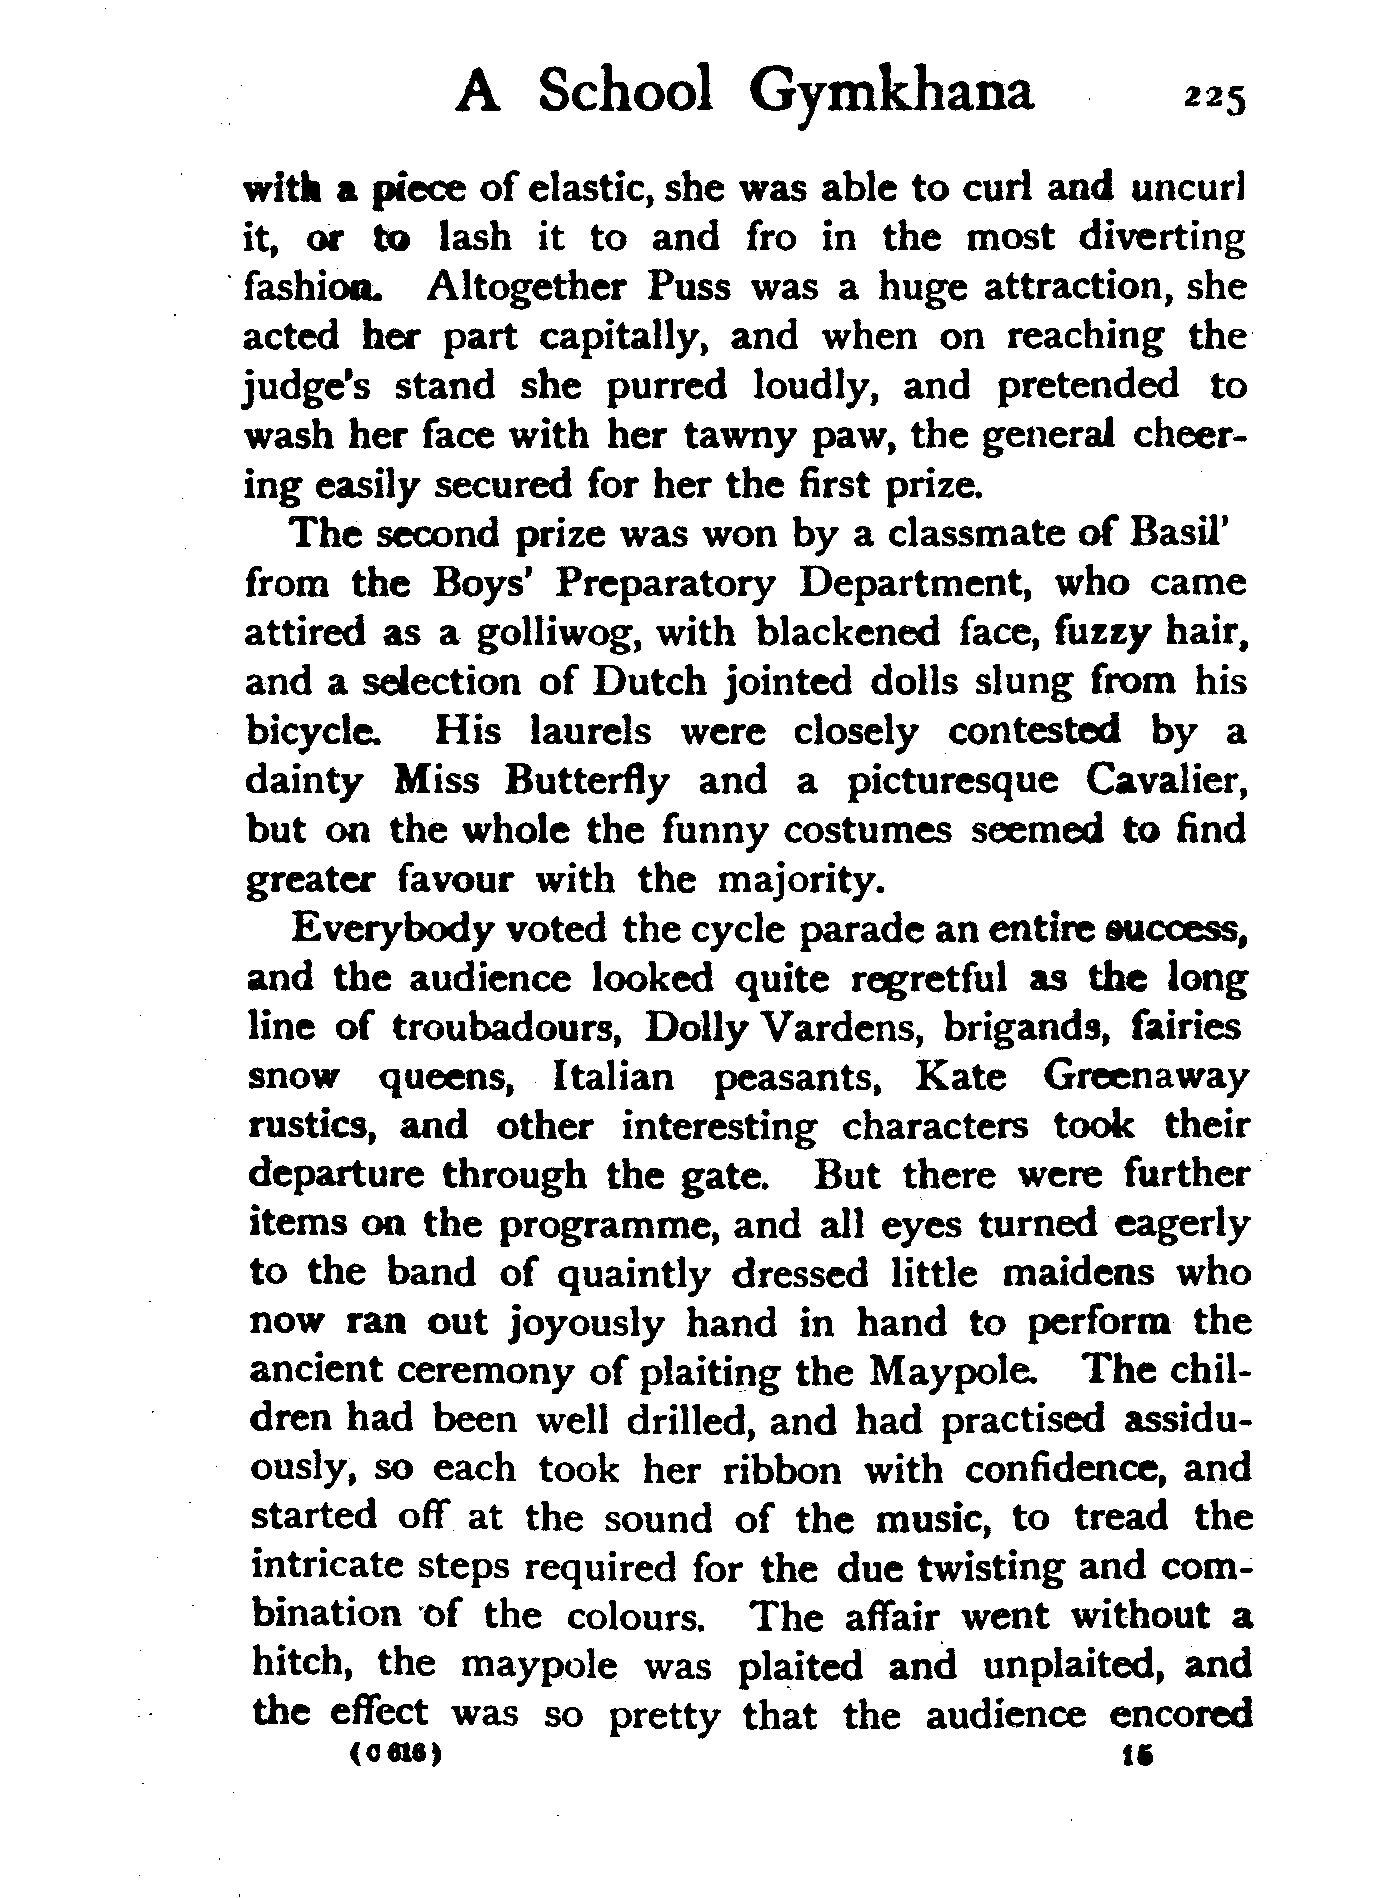 A School Gymkhana 225
with a piece of elastic, she was able to curl and uncurl
it, or to lash it to and fro in the most diverting
fashion. Altogether Puss was a huge attraction, she
acted her part capitally, and when on reaching the
judge's stand she purred loudly, and pretended to
wash her face with her tawny paw, the general cheer-
ing easily secured for her the first prize.
The second prize was won by a classmate of Basil'
from the Boys' Preparatory Department, who came
attired as a golliwog, with blackened face, fuzzy hair,
and a selection of Dutch jointed dolls slung from his
bicycle. His laurels were closely contested by a
dainty Miss Butterfly and a picturesque Cavalier,
but on the whole the funny costumes seemed to find
greater favour with the majority.
Everybody voted the cycle parade an entire success,
and the audience looked quite regretful as the long
line of troubadours, Dolly Vardens, brigands, fairies
snow queens, Italian peasants, Kate Greenaway
rustics, and other interesting characters took their
departure through the gate. But there were further
items on the programme, and all eyes turned eagerly
to the band of quaintly dressed little maidens who
now ran out joyously hand in hand to perform the
ancient ceremony of plaiting the Maypole. The chil-
dren had been well drilled, and had practised assidu-
ously, so each took her ribbon with confidence, and
started off at the sound of the music, to tread the
intricate steps required for the due twisting and com-
bination of the colours. The affair went without a
hitch, the maypole was plaited and unplaited, and
the effect was so pretty that the audience encored
(C 616) 15